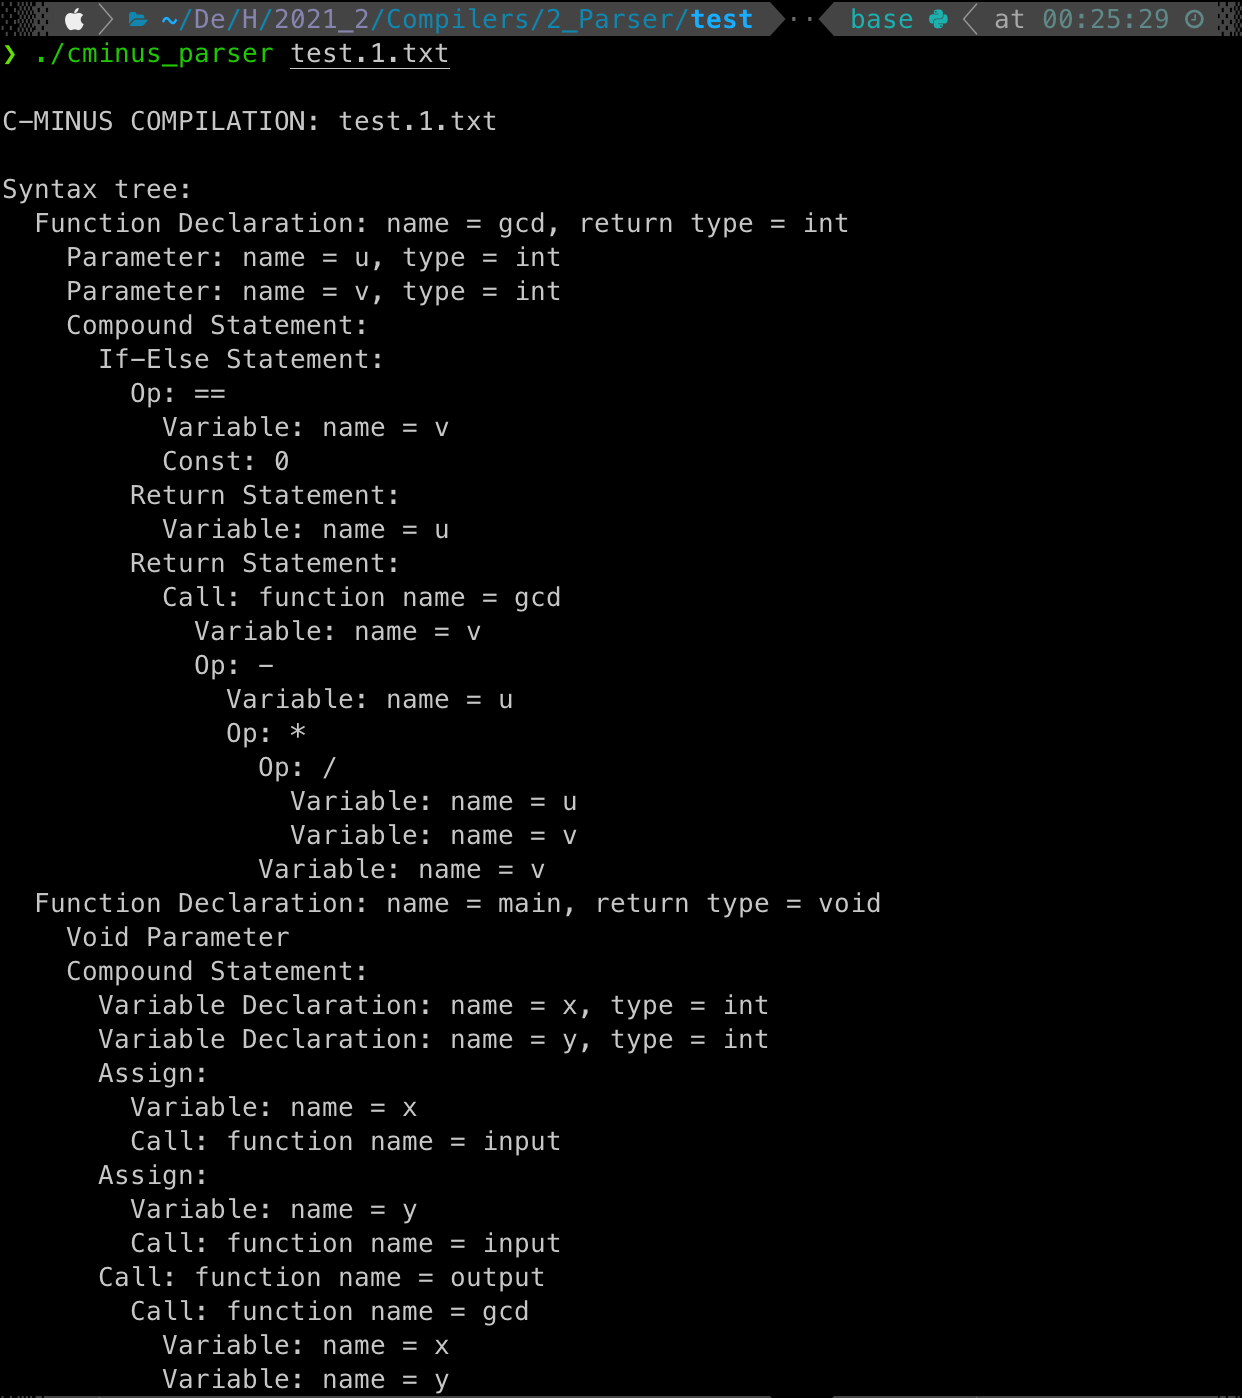 ~/De/H/2021_2/Compilers/2_Parser/test ·· base at 00:25:29
❯ ./cminus_parser test.1.txt
C-MINUS COMPILATION: test.1.txt
Syntax tree:
  Function Declaration: name = gcd, return type = int
    Parameter: name = u, type = int
    Parameter: name = v, type = int
    Compound Statement:
      If-Else Statement:
        Op: ==
          Variable: name = v
          Const: 0
        Return Statement:
          Variable: name = u
        Return Statement:
          Call: function name = gcd
            Variable: name = v
            Op: -
              Variable: name = u
              Op: *
                Op: /
                  Variable: name = u
                  Variable: name = v
                Variable: name = v
  Function Declaration: name = main, return type = void
    Void Parameter
    Compound Statement:
      Variable Declaration: name = x, type = int
      Variable Declaration: name = y, type = int
      Assign:
        Variable: name = x
        Call: function name = input
      Assign:
        Variable: name = y
        Call: function name = input
      Call: function name = output
        Call: function name = gcd
          Variable: name = x
          Variable: name = y